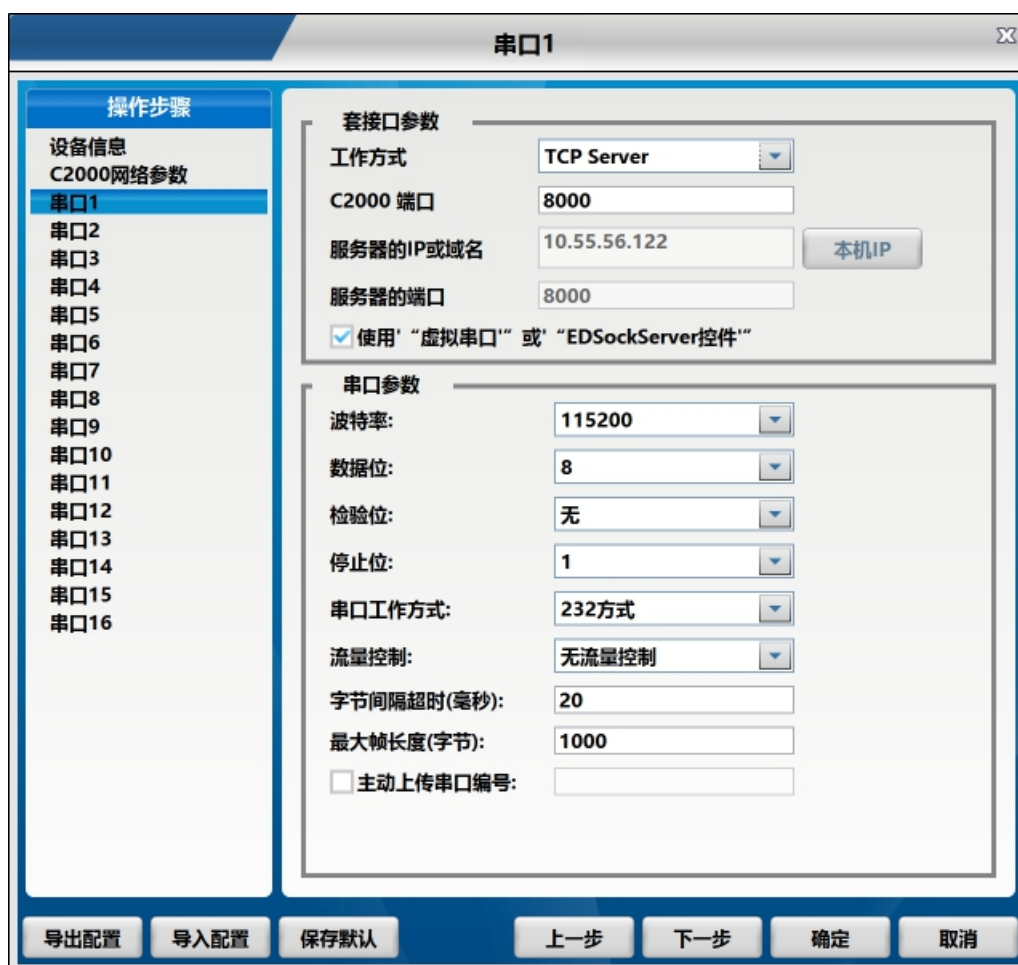 串口1
操作步骤
设备信息
C2000网络参数
串口1
串口2
串口3
串口4
串口5
串口6
串口7
串口8
串口9
串口10
串口11
串口12
串口13
串口14
串口15
串口16
套接口参数
工作方式 TCP Server
C2000 端口 8000
服务器的IP或域名 10.55.56.122 本机IP
服务器的端口 8000
使用'“虚拟串口'”或'“EDSockServer控件'”
串口参数
波特率: 115200
数据位: 8
检验位: 无
停止位: 1
串口工作方式: 232方式
流量控制: 无流量控制
字节间隔超时(毫秒): 20
最大帧长度(字节): 1000
主动上传串口编号:
导出配置 导入配置 保存默认 上一步 下一步 确定 取消